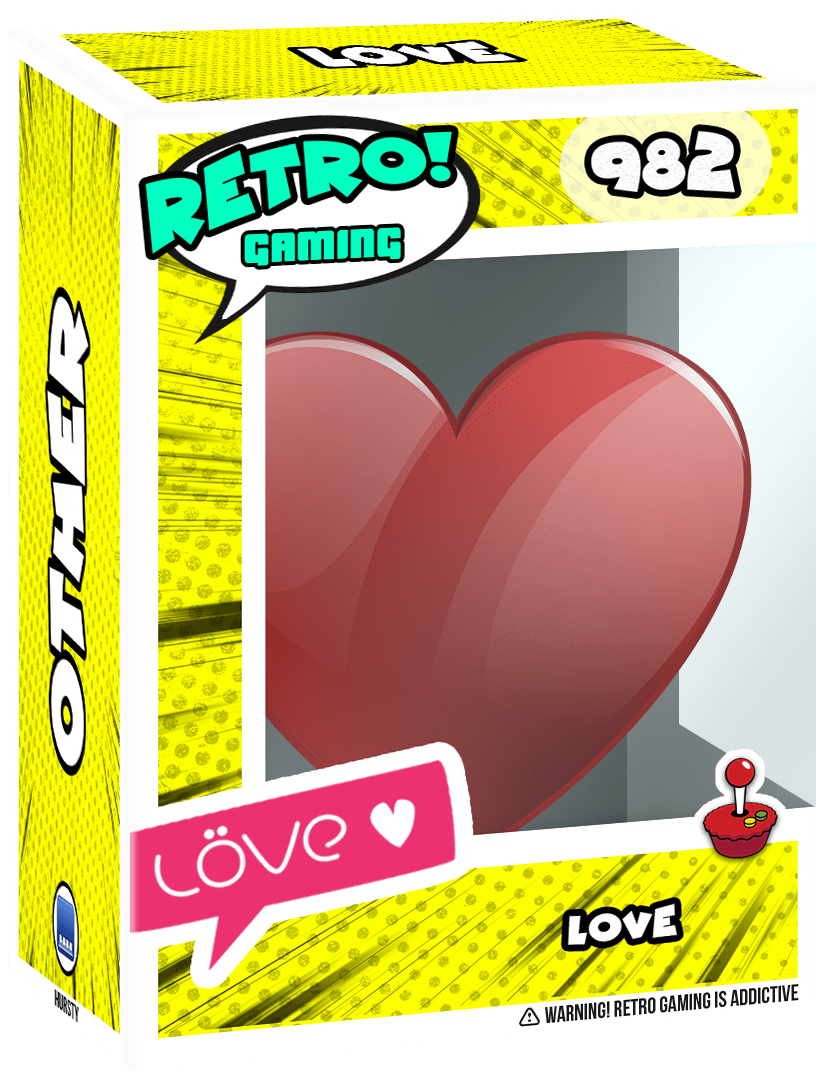 LOVE
RETRO!
GAMING
982
OTHER
LÖVE
LOVE
HURSTY
WARNING! RETRO GAMING IS ADDICTIVE